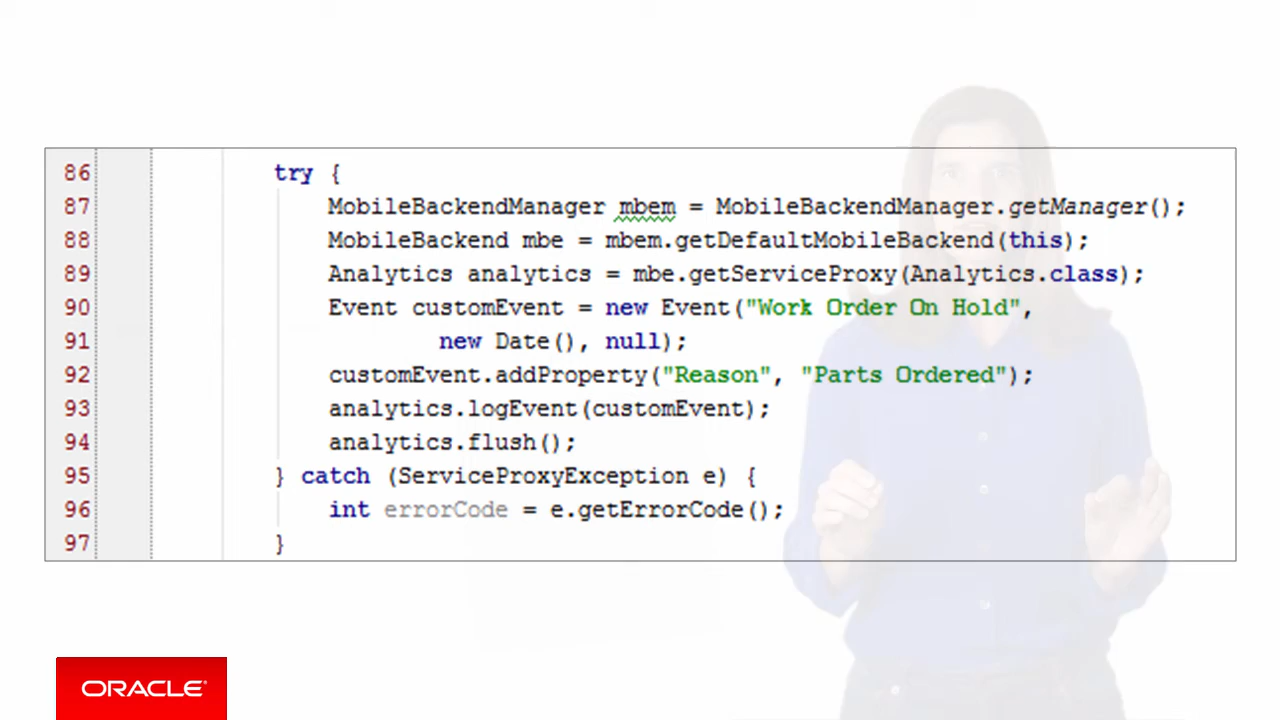 86 try {
87 MobileBackendManager mbem = MobileBackendManager.getManager();
88 MobileBackend mbe = mbem.getDefaultMobileBackend(this);
89 Analytics analytics = mbe.getServiceProxy(Analytics.class);
90 Event customEvent = new Event("Work Order On Hold",
91 new Date(), null);
92 customEvent.addProperty("Reason", "Parts Ordered");
93 analytics.logEvent(customEvent);
94 analytics.flush();
95 } catch (ServiceProxyException e) {
96 int errorCode = e.getErrorCode();
97 }
ORACLE®